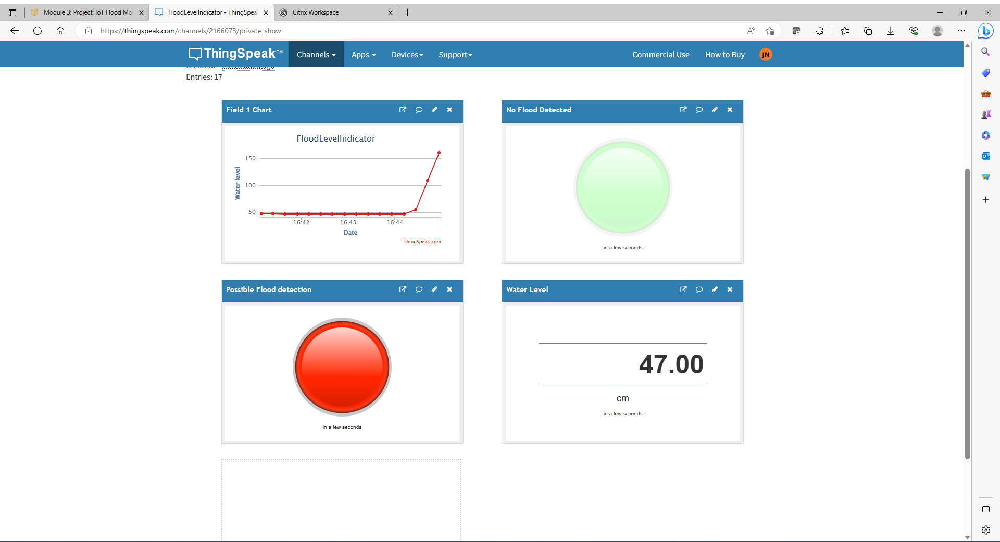 Module 3: Project: IoT Flood Mor
FloodLevelIndicator - ThingSpea
Citrix Workspace
https://thingspeak.com/channels/2166073/private_show
ThingSpeak™
Channels
Apps
Devices
Support
Commercial Use
How to Buy
JN
Entries: 17
Field 1 Chart
FloodLevelIndicator
150
100
50
Water level
16:42
16:43
16:44
Date
ThingSpeak.com
No Flood Detected
in a few seconds
Possible Flood detection
in a few seconds
Water Level
47.00
cm
in a few seconds